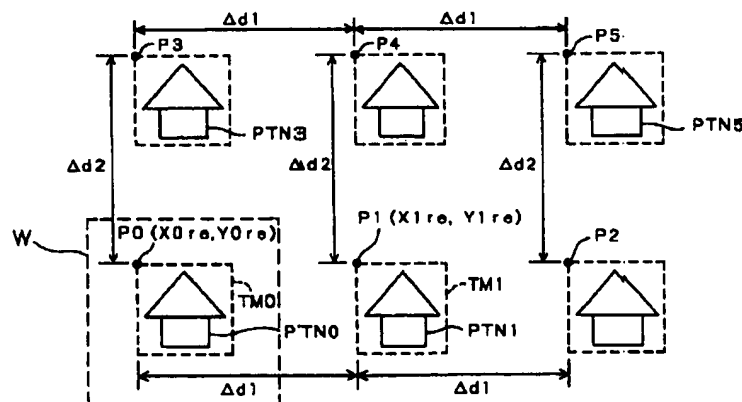 Δd1 Δd1
P3 P4 P5
PTN3 PTN5
Δd2 Δd2 Δd2
W P0 (X0re, Y0re) P1 (X1re, Y1re) P2
TM0 TM1
PTN0 PTN1
Δd1 Δd1